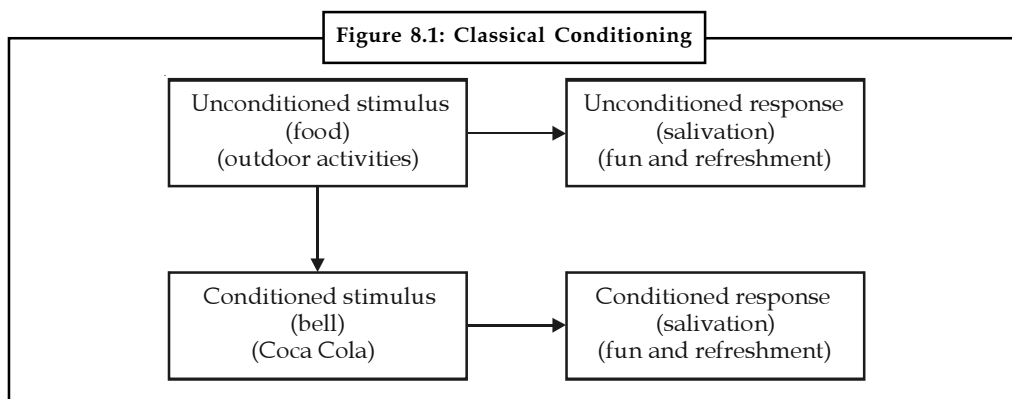 Figure 8.1: Classical Conditioning
Unconditioned stimulus
(food)
(outdoor activities)
Unconditioned response
(salivation)
(fun and refreshment)
Conditioned stimulus
(bell)
(Coca Cola)
Conditioned response
(salivation)
(fun and refreshment)